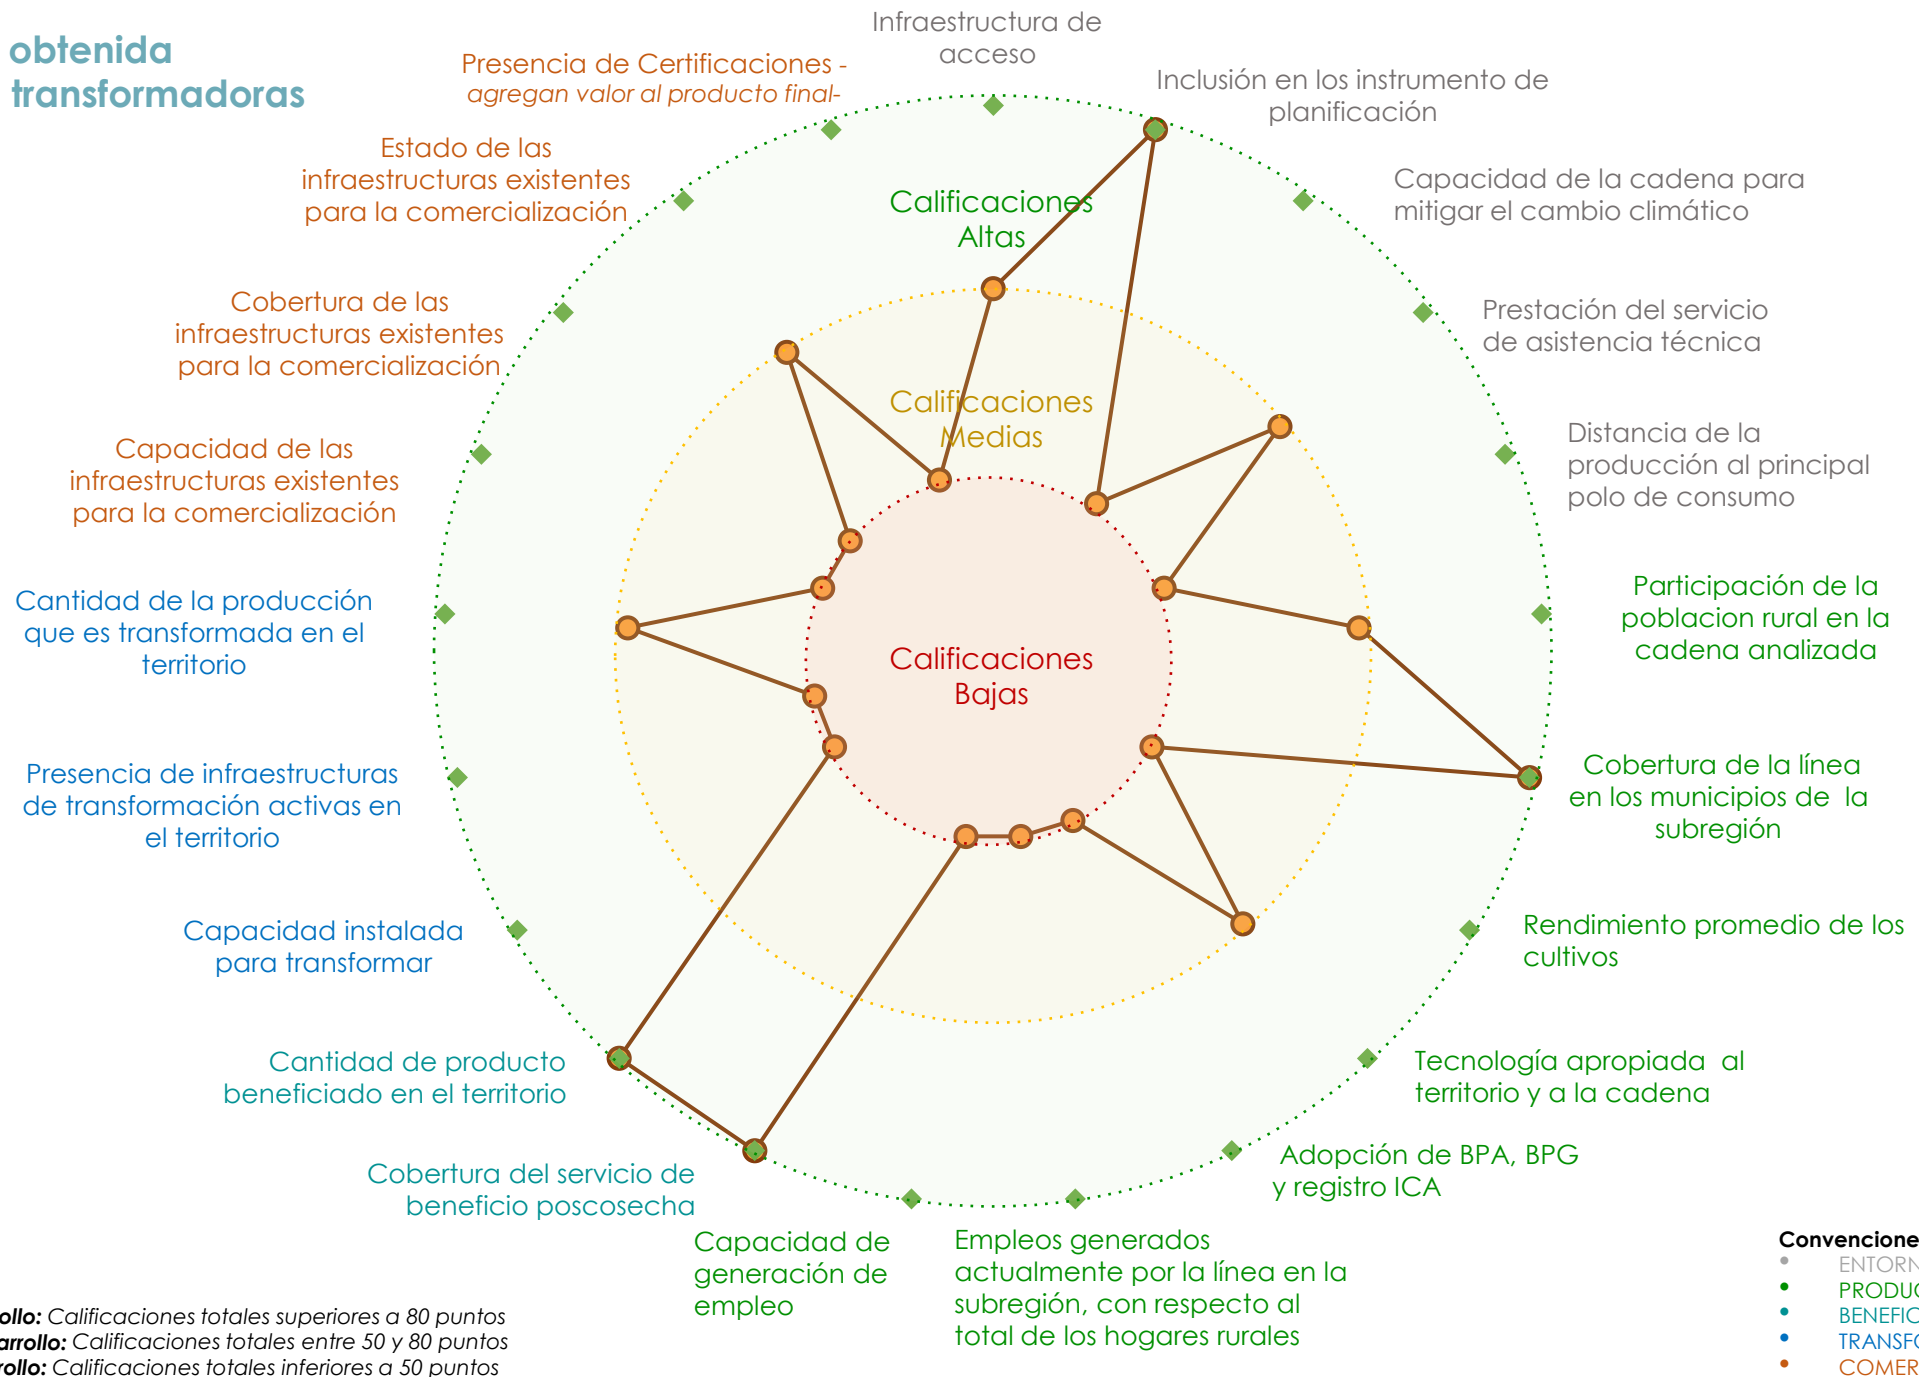 obtenida
transformadoras
Infraestructura de
acceso
Inclusión en los instrumento de
planificación
Capacidad de la cadena para
mitigar el cambio climático
Prestación del servicio
de asistencia técnica
Distancia de la
producción al principal
polo de consumo
Participación de la
poblacion rural en la
cadena analizada
Cobertura de la línea
en los municipios de la
subregión
Rendimiento promedio de los
cultivos
Tecnología apropiada al
territorio y a la cadena
Adopción de BPA, BPG
y registro ICA
Empleos generados
actualmente por la línea en la
subregión, con respecto al
total de los hogares rurales
Capacidad de
generación de
empleo
Cobertura del servicio de
beneficio poscosecha
Cantidad de producto
beneficiado en el territorio
Capacidad instalada
para transformar
Presencia de infraestructuras
de transformación activas en
el territorio
Cantidad de la producción
que es transformada en el
territorio
Capacidad de las
infraestructuras existentes
para la comercialización
Cobertura de las
infraestructuras existentes
para la comercialización
Estado de las
infraestructuras existentes
para la comercialización
Presencia de Certificaciones -
agregan valor al producto final-
Calificaciones
Altas
Calificaciones
Medias
Calificaciones
Bajas
ollo: Calificaciones totales superiores a 80 puntos
arrollo: Calificaciones totales entre 50 y 80 puntos
rollo: Calificaciones totales inferiores a 50 puntos
Convencione
ENTORN
PRODUC
BENEFIC
TRANSFO
COMER